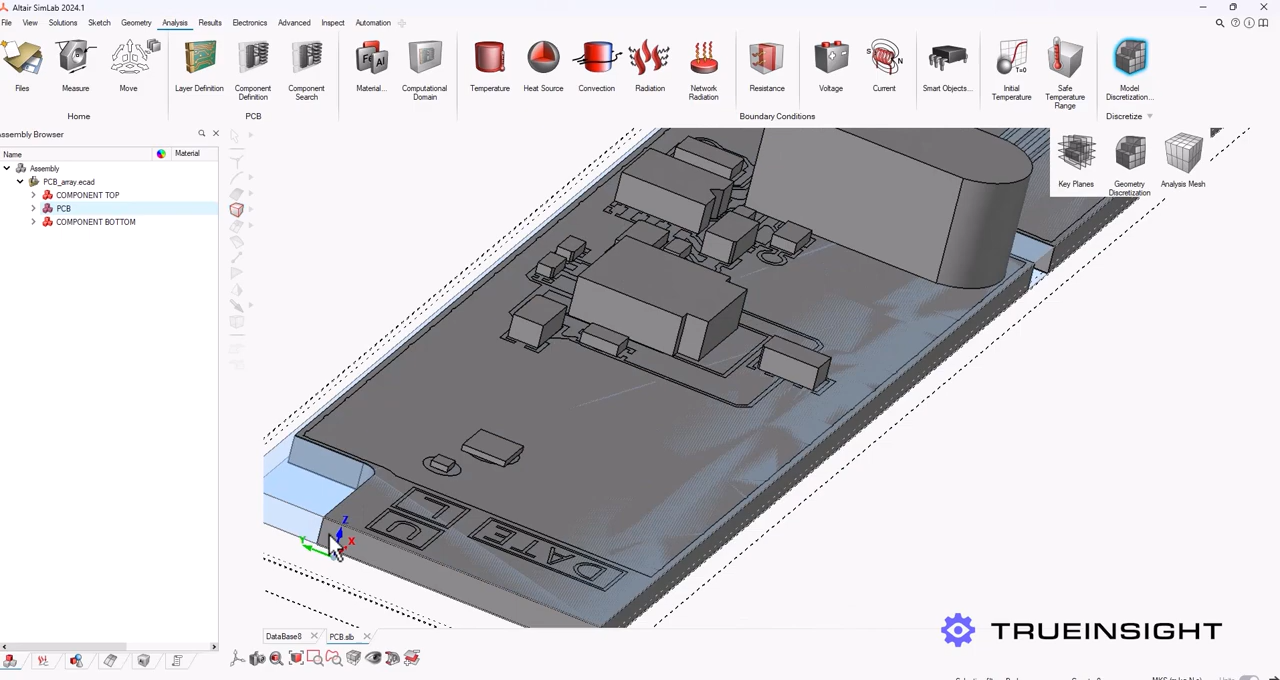 Altair SimLab 2024.1
File View Solutions Sketch Geometry Analysis Results Electronics Advanced Inspect Automation
Files Measure Move Layer Definition Component Definition Component Search Material... Computational Domain Temperature Heat Source Convection Radiation Network Radiation Resistance Voltage Current Smart Objects... Initial Temperature Safe Temperature Range Model Discretization...
Home PCB Boundary Conditions Discretize
Key Planes Geometry Discretization Analysis Mesh
Assembly Browser
Name Material
Assembly
PCB_array.ecad
COMPONENT TOP
PCB
COMPONENT BOTTOM
DATE
Z
Y X
DataBase8 PCB.slb
TRUEINSIGHT